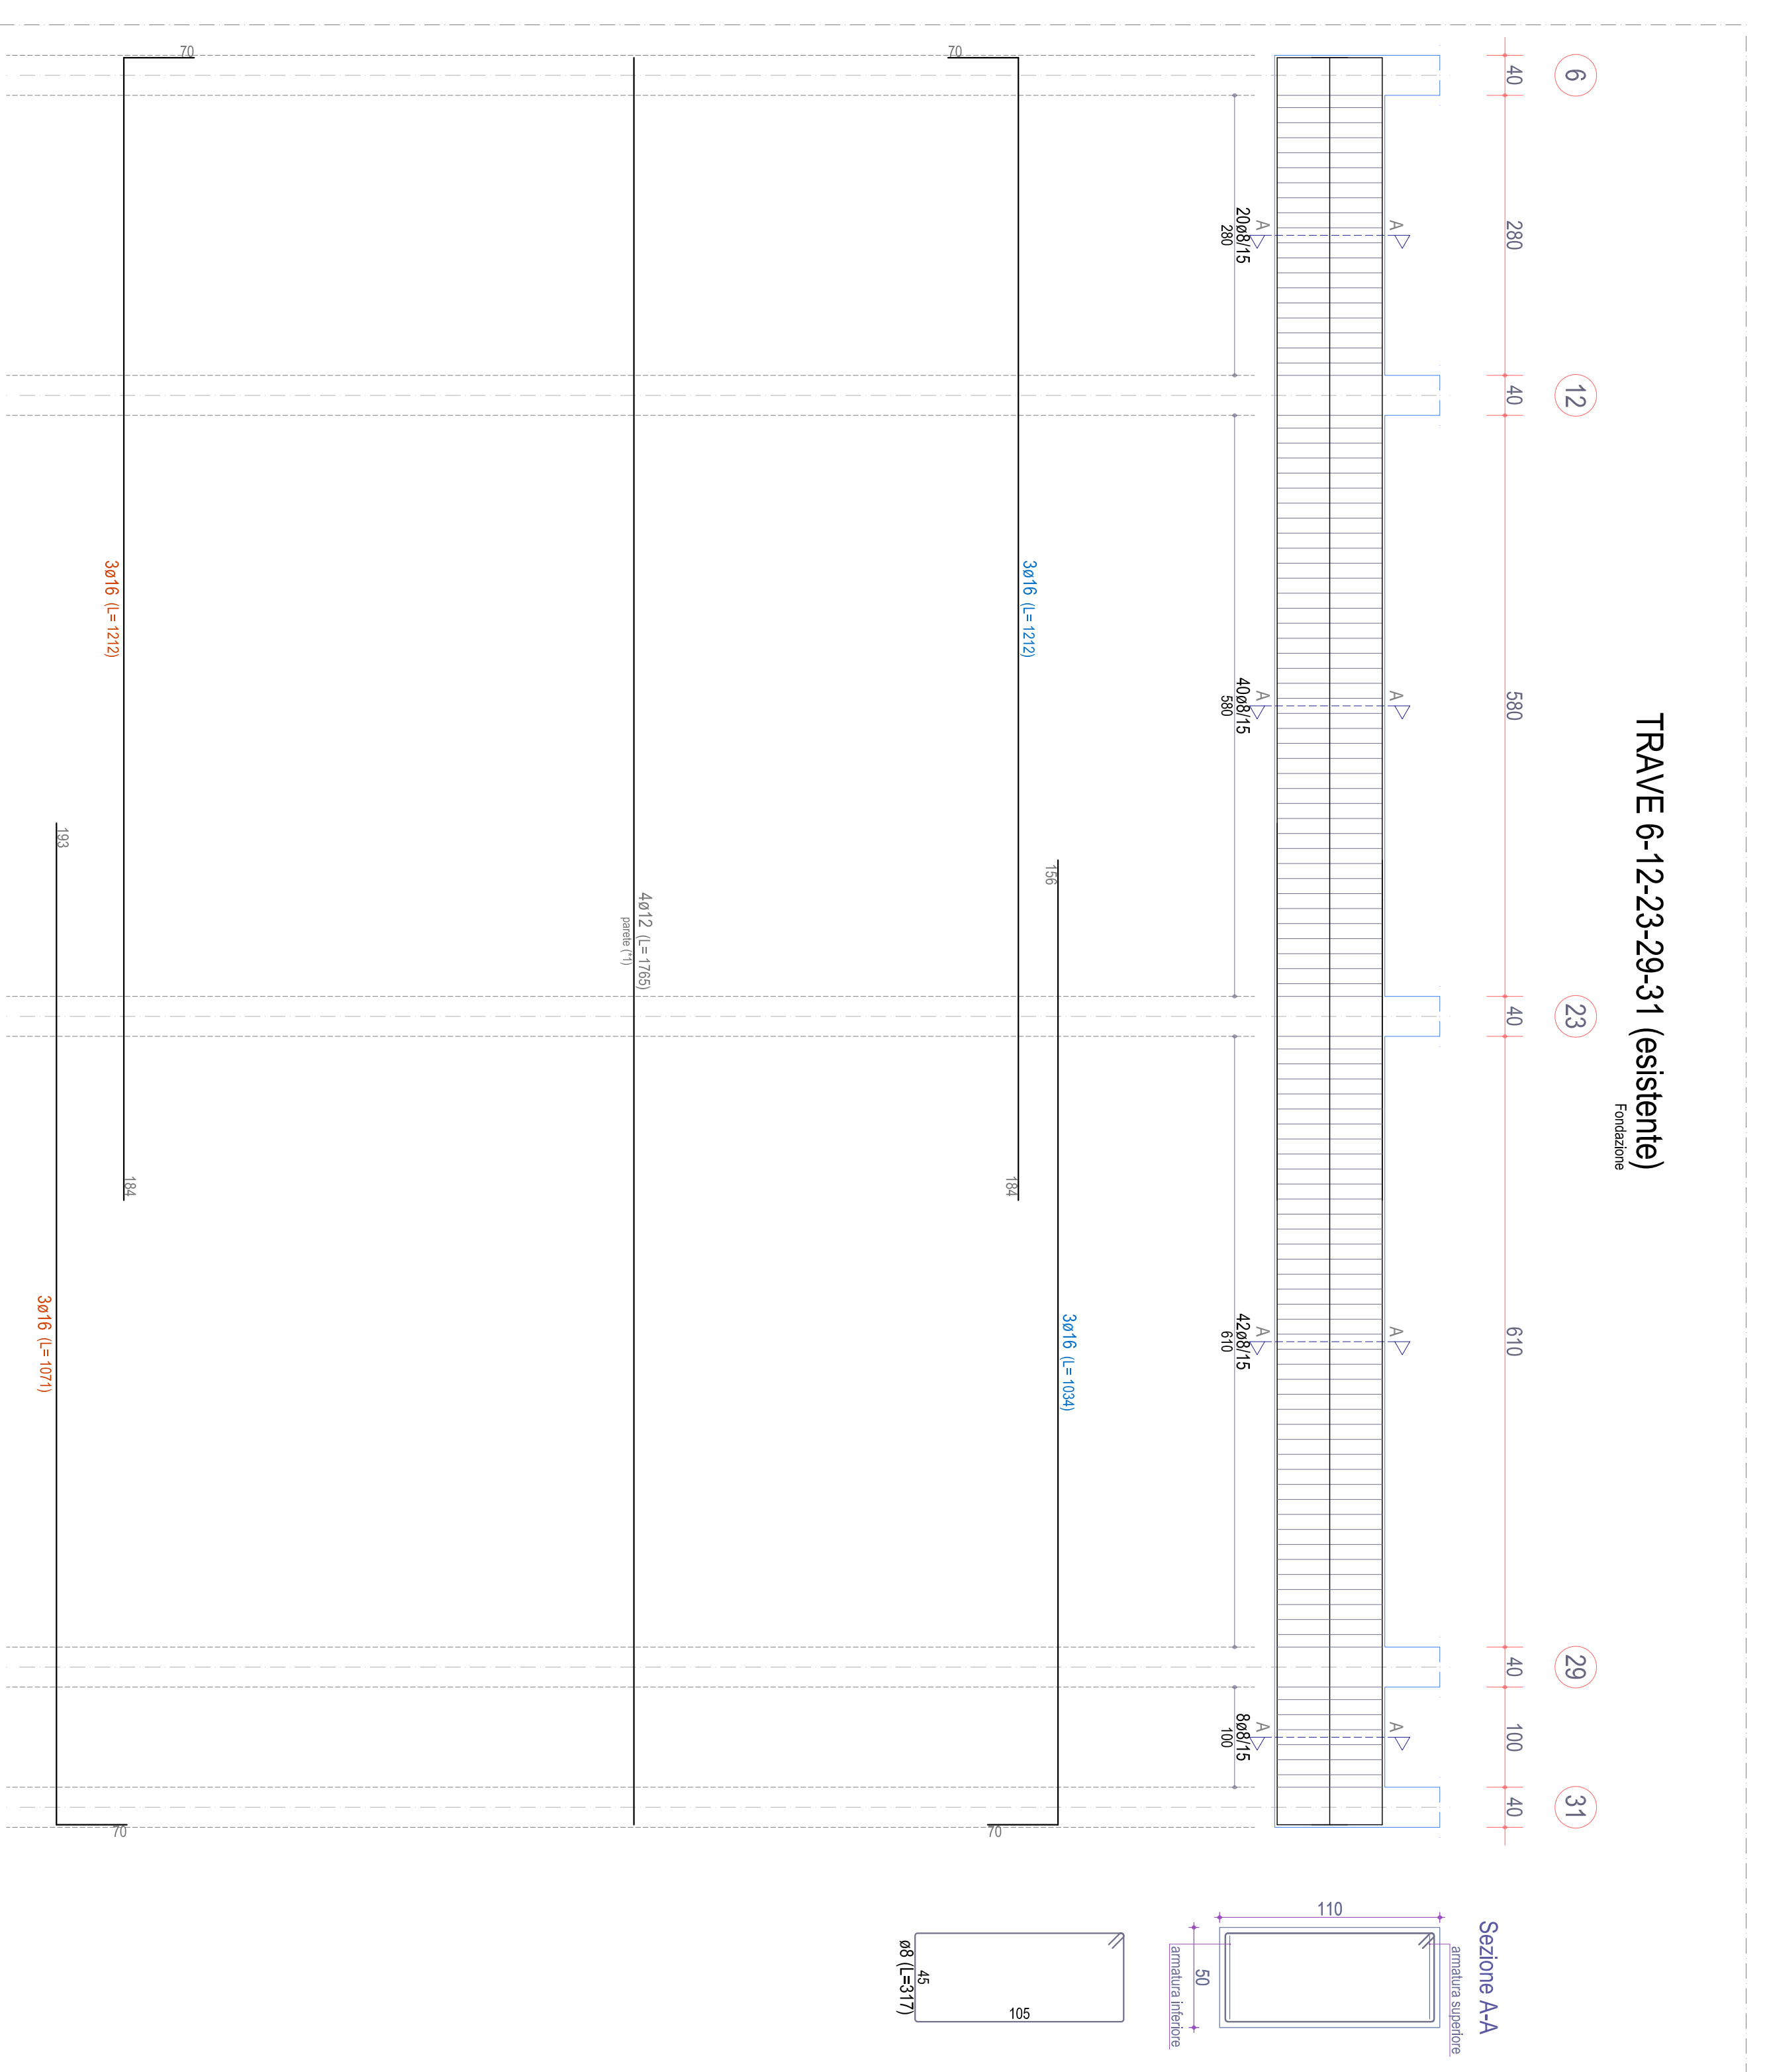 TRAVE 6-12-23-29-31 (esistente)
Fondazione
6
12
23
29
31
40
280
40
580
40
610
40
100
40
A
A
A
A
A
A
A
A
20ø8/15
280
40ø8/15
580
42ø8/15
610
8ø8/15
100
156
3ø16 (L= 1034)
70
70
3ø16 (L= 1212)
184
4ø12 (L= 1765)
parete (*1)
70
3ø16 (L= 1212)
184
193
3ø16 (L= 1071)
70
Sezione A-A
armatura superiore
110
50
armatura inferiore
105
45
ø8 (L=317)